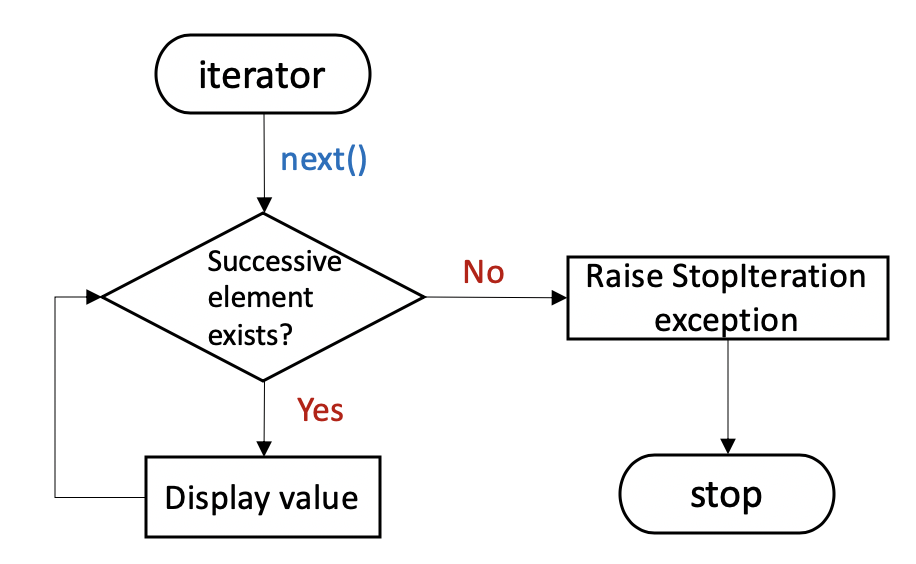 iterator
next()
Successive
element
exists?
No
Raise StopIteration
exception
Yes
Display value
stop